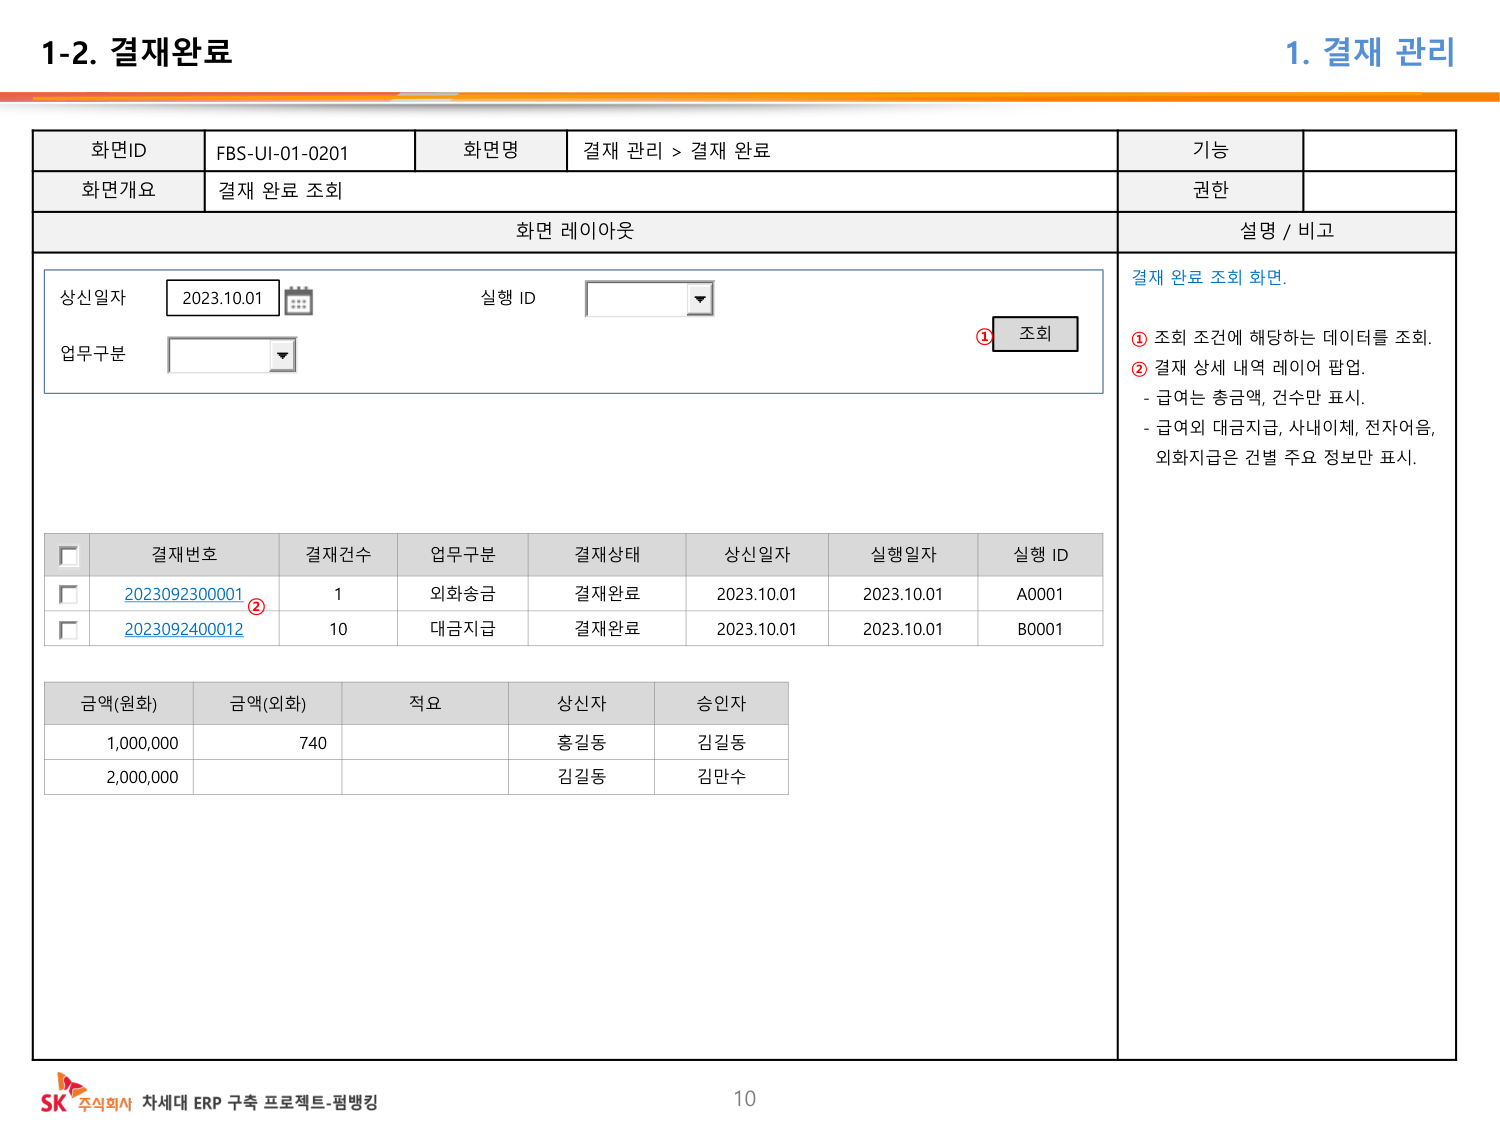 1-2. 결재완료
1. 결재 관리
화면ID FBS-UI-01-0201 화면명 결재 관리 > 결재 완료 기능
화면개요 결재 완료 조회 권한
화면 레이아웃 설명 / 비고
상신일자 2023.10.01 실행 ID
업무구분
① 조회
결재 완료 조회 화면.
① 조회 조건에 해당하는 데이터를 조회.
② 결재 상세 내역 레이어 팝업.
- 급여는 총금액, 건수만 표시.
- 급여외 대금지급, 사내이체, 전자어음,
외화지급은 건별 주요 정보만 표시.
결재번호 결재건수 업무구분 결재상태 상신일자 실행일자 실행 ID
2023092300001 ② 1 외화송금 결재완료 2023.10.01 2023.10.01 A0001
2023092400012 10 대금지급 결재완료 2023.10.01 2023.10.01 B0001
금액(원화) 금액(외화) 적요 상신자 승인자
1,000,000 740 홍길동 김길동
2,000,000 김길동 김만수
SK 주식회사 차세대 ERP 구축 프로젝트-펌뱅킹
10